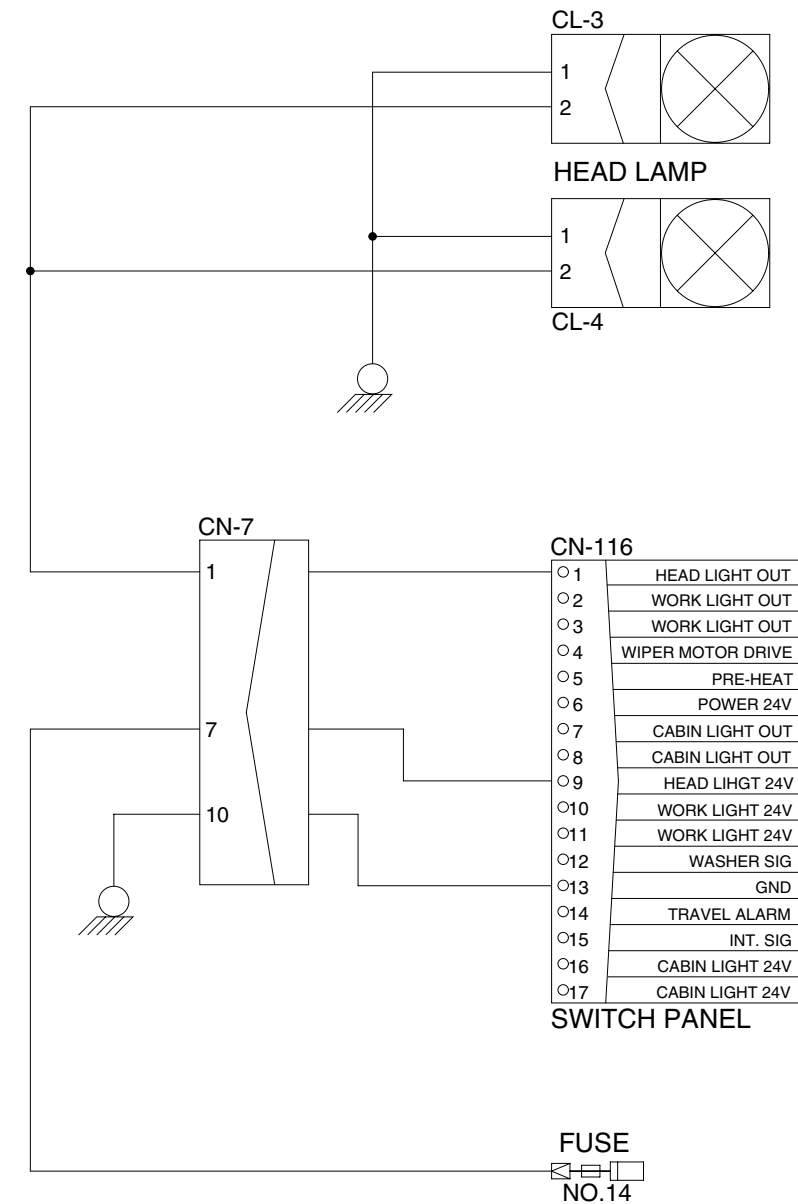 CL-3
1
2
HEAD LAMP
1
2
CL-4
CN-7
1
7
10
CN-116
1 HEAD LIGHT OUT
2 WORK LIGHT OUT
3 WORK LIGHT OUT
4 WIPER MOTOR DRIVE
5 PRE-HEAT
6 POWER 24V
7 CABIN LIGHT OUT
8 CABIN LIGHT OUT
9 HEAD LIHGT 24V
10 WORK LIGHT 24V
11 WORK LIGHT 24V
12 WASHER SIG
13 GND
14 TRAVEL ALARM
15 INT. SIG
16 CABIN LIGHT 24V
17 CABIN LIGHT 24V
SWITCH PANEL
FUSE
NO.14